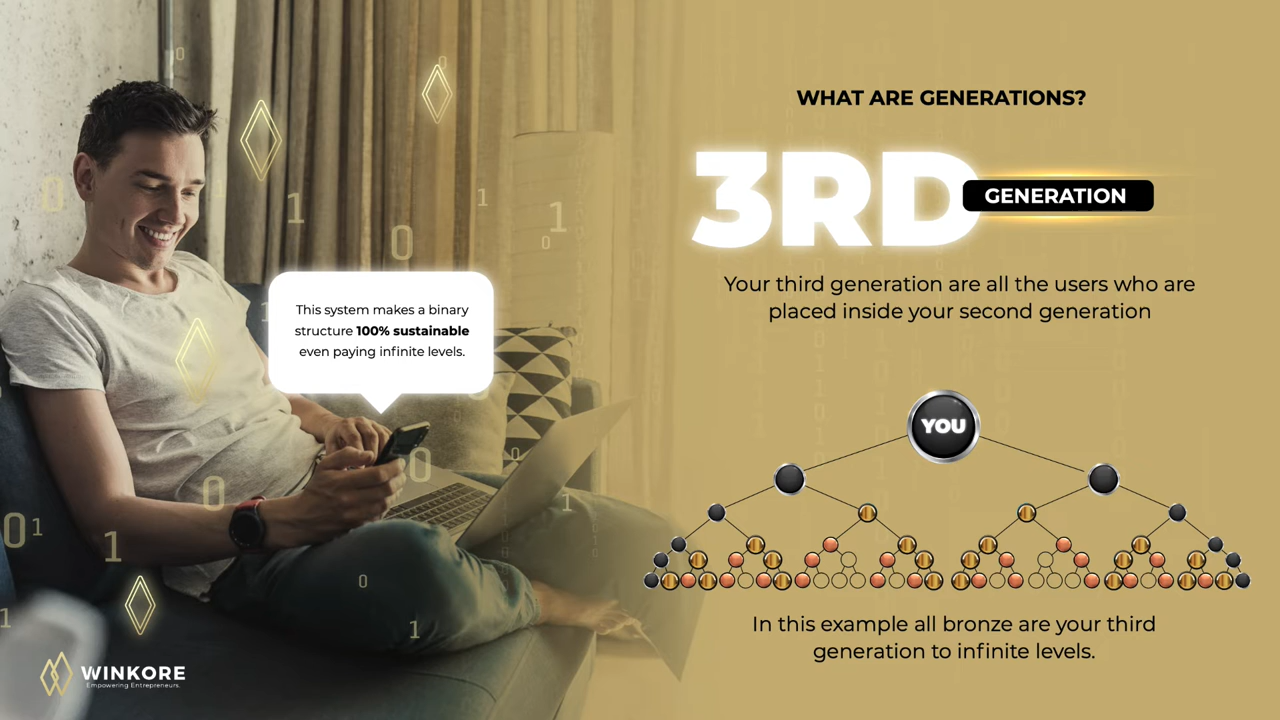 WHAT ARE GENERATIONS?
3RD
GENERATION
Your third generation are all the users who are
placed inside your second generation
This system makes a binary
structure 100% sustainable
even paying infinite levels.
YOU
In this example all bronze are your third
generation to infinite levels.
WINKORE
Empowering Entrepreneurs.